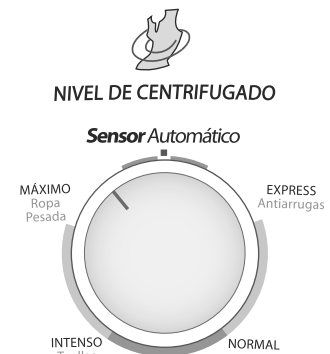 NIVEL DE CENTRIFUGADO
Sensor Automático
MÁXIMO
Ropa
Pesada
EXPRESS
Antiarrugas
INTENSO
NORMAL